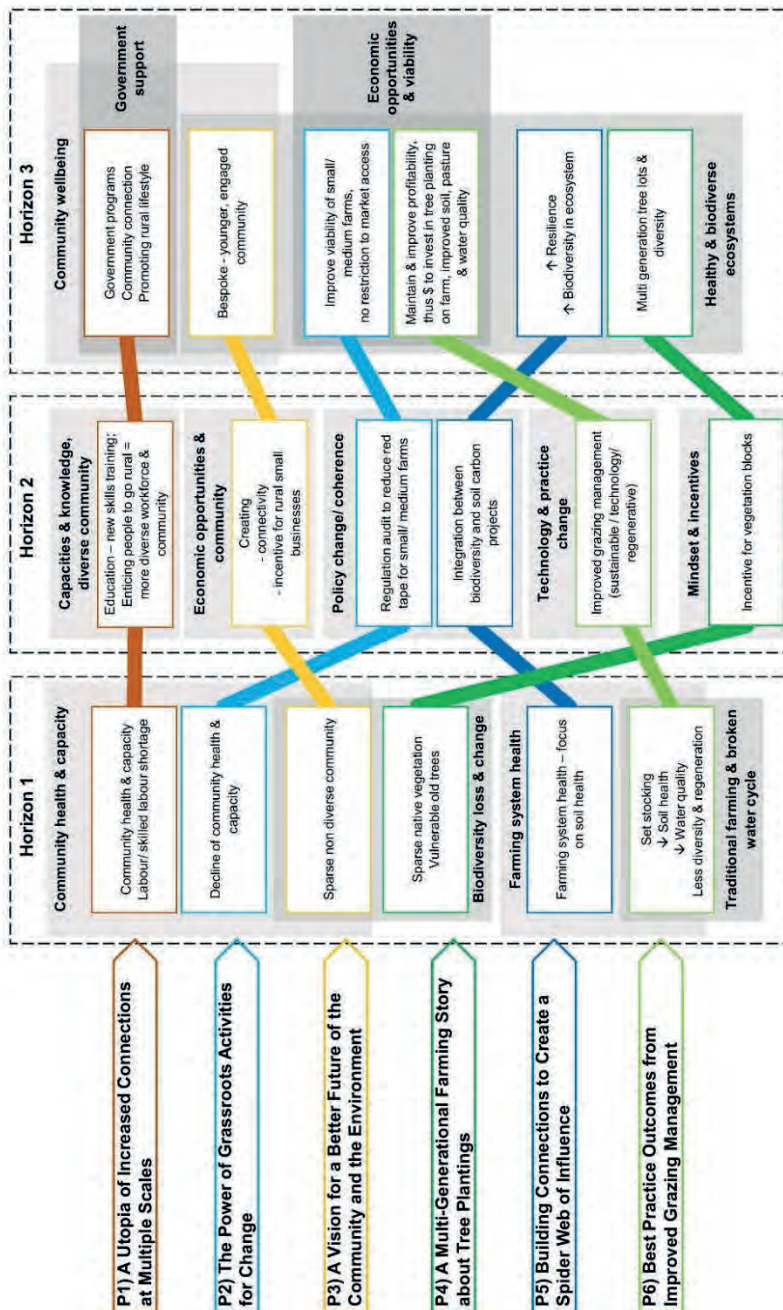 P1) A Utopia of Increased Connections
at Multiple Scales
P2) The Power of Grassroots Activities
for Change
P3) A Vision for a Better Future of the
Community and the Environment
P4) A Multi-Generational Farming Story
about Tree Plantings
P5) Building Connections to Create a
Spider Web of Influence
P6) Best Practice Outcomes from
Improved Grazing Management
Horizon 1
Community health & capacity
Community health & capacity
Labour/ skilled labour shortage
Decline of community health &
capacity
Sparse non diverse community
Sparse native vegetation
Vulnerable old trees
Biodiversity loss & change
Farming system health
Farming system health – focus
on soil health
Set stocking
↓ Soil health
↓ Water quality
Less diversity & regeneration
Traditional farming & broken
water cycle
Horizon 2
Capacities & knowledge,
diverse community
Education – new skills training;
Enticing people to go rural =
more diverse workforce &
community
Economic opportunities &
community
Creating
- connectivity
- incentive for rural small
businesses
Policy change/ coherence
Regulation audit to reduce red
tape for small/ medium farms
Integration between
biodiversity and soil carbon
projects
Technology & practice
change
Improved grazing management
(sustainable / technology/
regenerative)
Mindset & incentives
Incentive for vegetation blocks
Horizon 3
Community wellbeing
Government
support
Government programs
Community connection
Promoting rural lifestyle
Bespoke - younger, engaged
community
Economic
opportunities
& viability
Improve viability of small/
medium farms,
no restriction to market access
Maintain & improve profitability,
thus $ to invest in tree planting
on farm, improved soil, pasture
& water quality
↑ Resilience
↑ Biodiversity in ecosystem
Multi generation tree lots &
diversity
Healthy & biodiverse
ecosystems